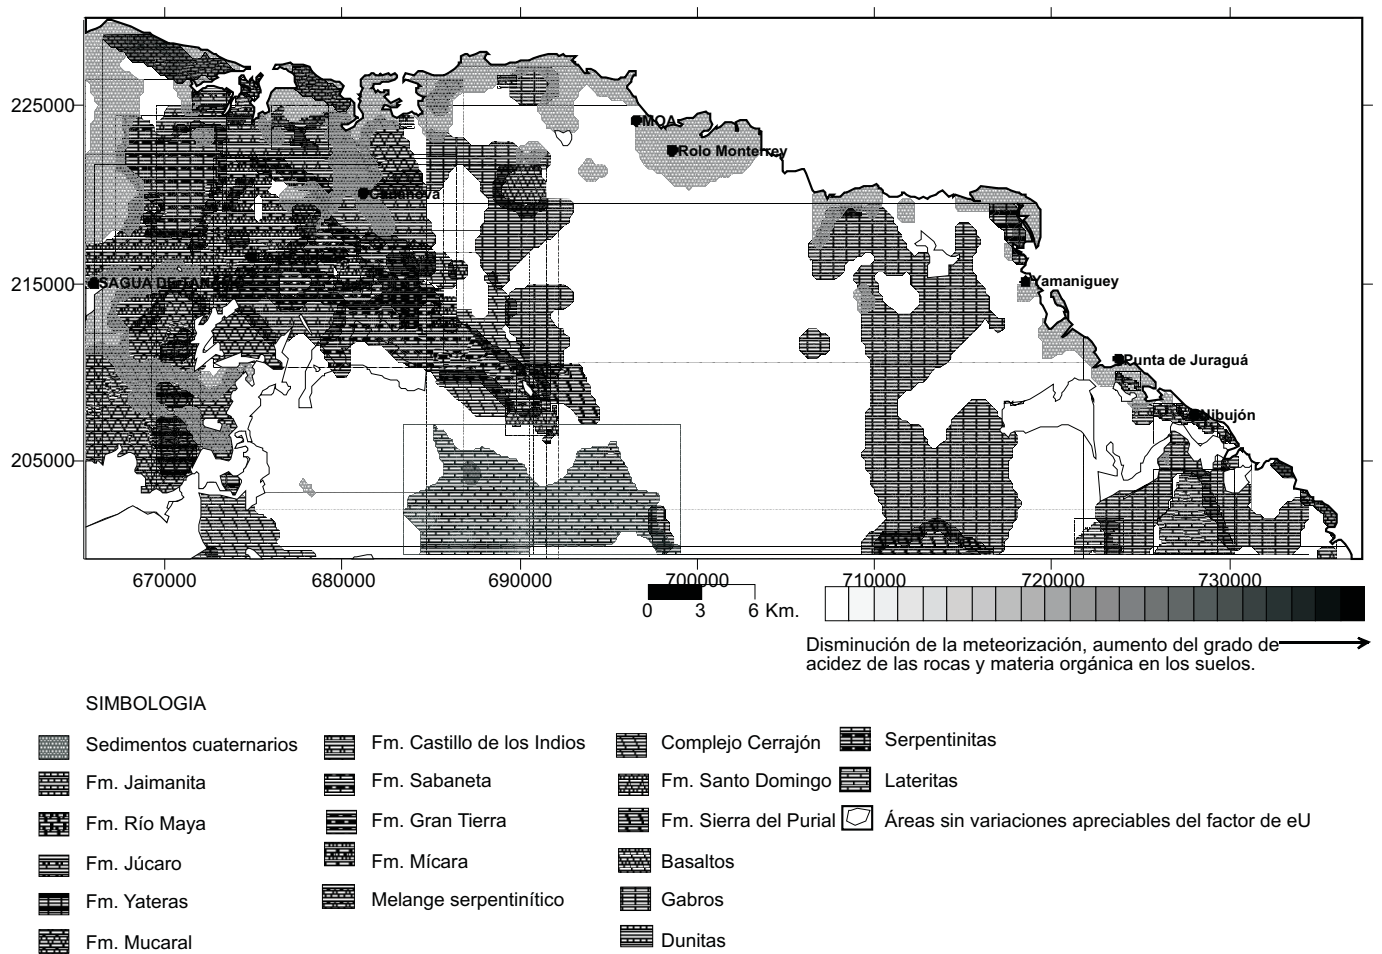 225000
215000
205000
MOA
Rolo Monterrey
Yamaniguey
Punta de Juraguá
Nibujón
670000
680000
690000
700000
710000
720000
730000
0 3 6 Km.
Disminución de la meteorización, aumento del grado de
acidez de las rocas y materia orgánica en los suelos.
SIMBOLOGIA
Sedimentos cuaternarios
Fm. Jaimanita
Fm. Río Maya
Fm. Júcaro
Fm. Yateras
Fm. Mucaral
Fm. Castillo de los Indios
Fm. Sabaneta
Fm. Gran Tierra
Fm. Mícara
Melange serpentinítico
Complejo Cerrajón
Fm. Santo Domingo
Fm. Sierra del Purial
Basaltos
Gabros
Dunitas
Serpentinitas
Lateritas
Áreas sin variaciones apreciables del factor de eU